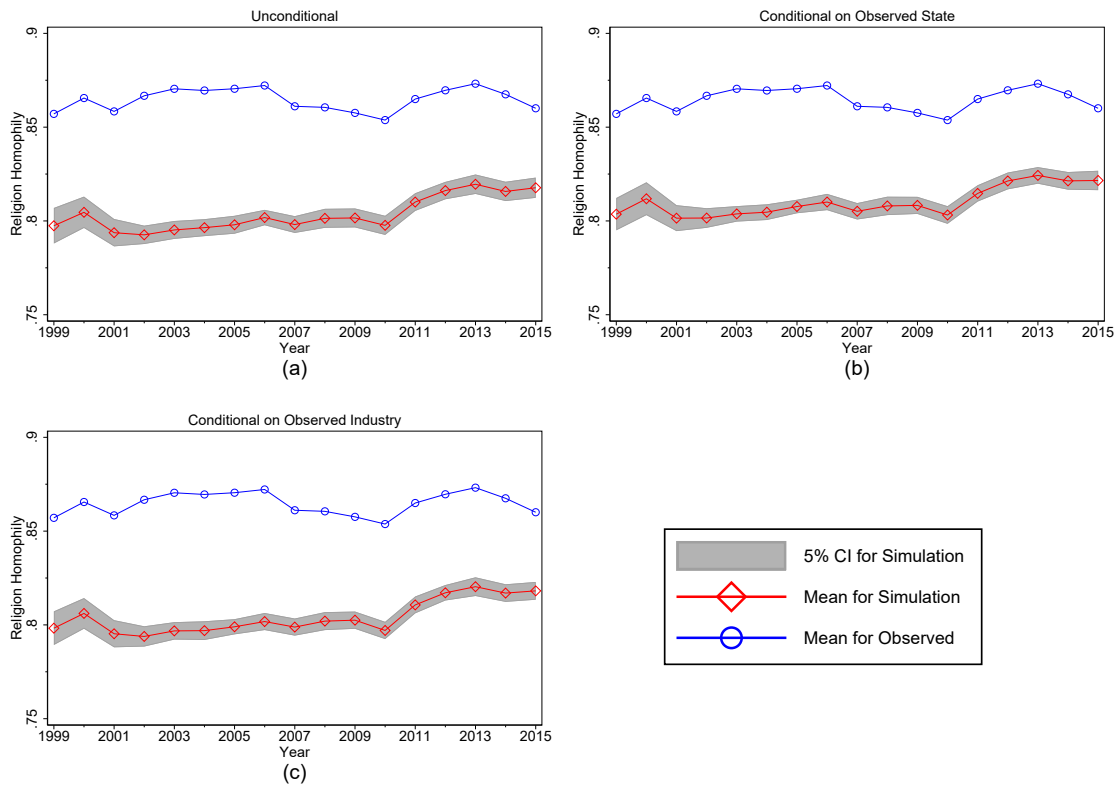 Unconditional
Religion Homophily
.9
.85
.8
.75
1999 2001 2003 2005 2007 2009 2011 2013 2015
Year
(a)
Conditional on Observed State
Religion Homophily
.9
.85
.8
.75
1999 2001 2003 2005 2007 2009 2011 2013 2015
Year
(b)
Conditional on Observed Industry
Religion Homophily
.9
.85
.8
.75
1999 2001 2003 2005 2007 2009 2011 2013 2015
Year
(c)
5% CI for Simulation
Mean for Simulation
Mean for Observed